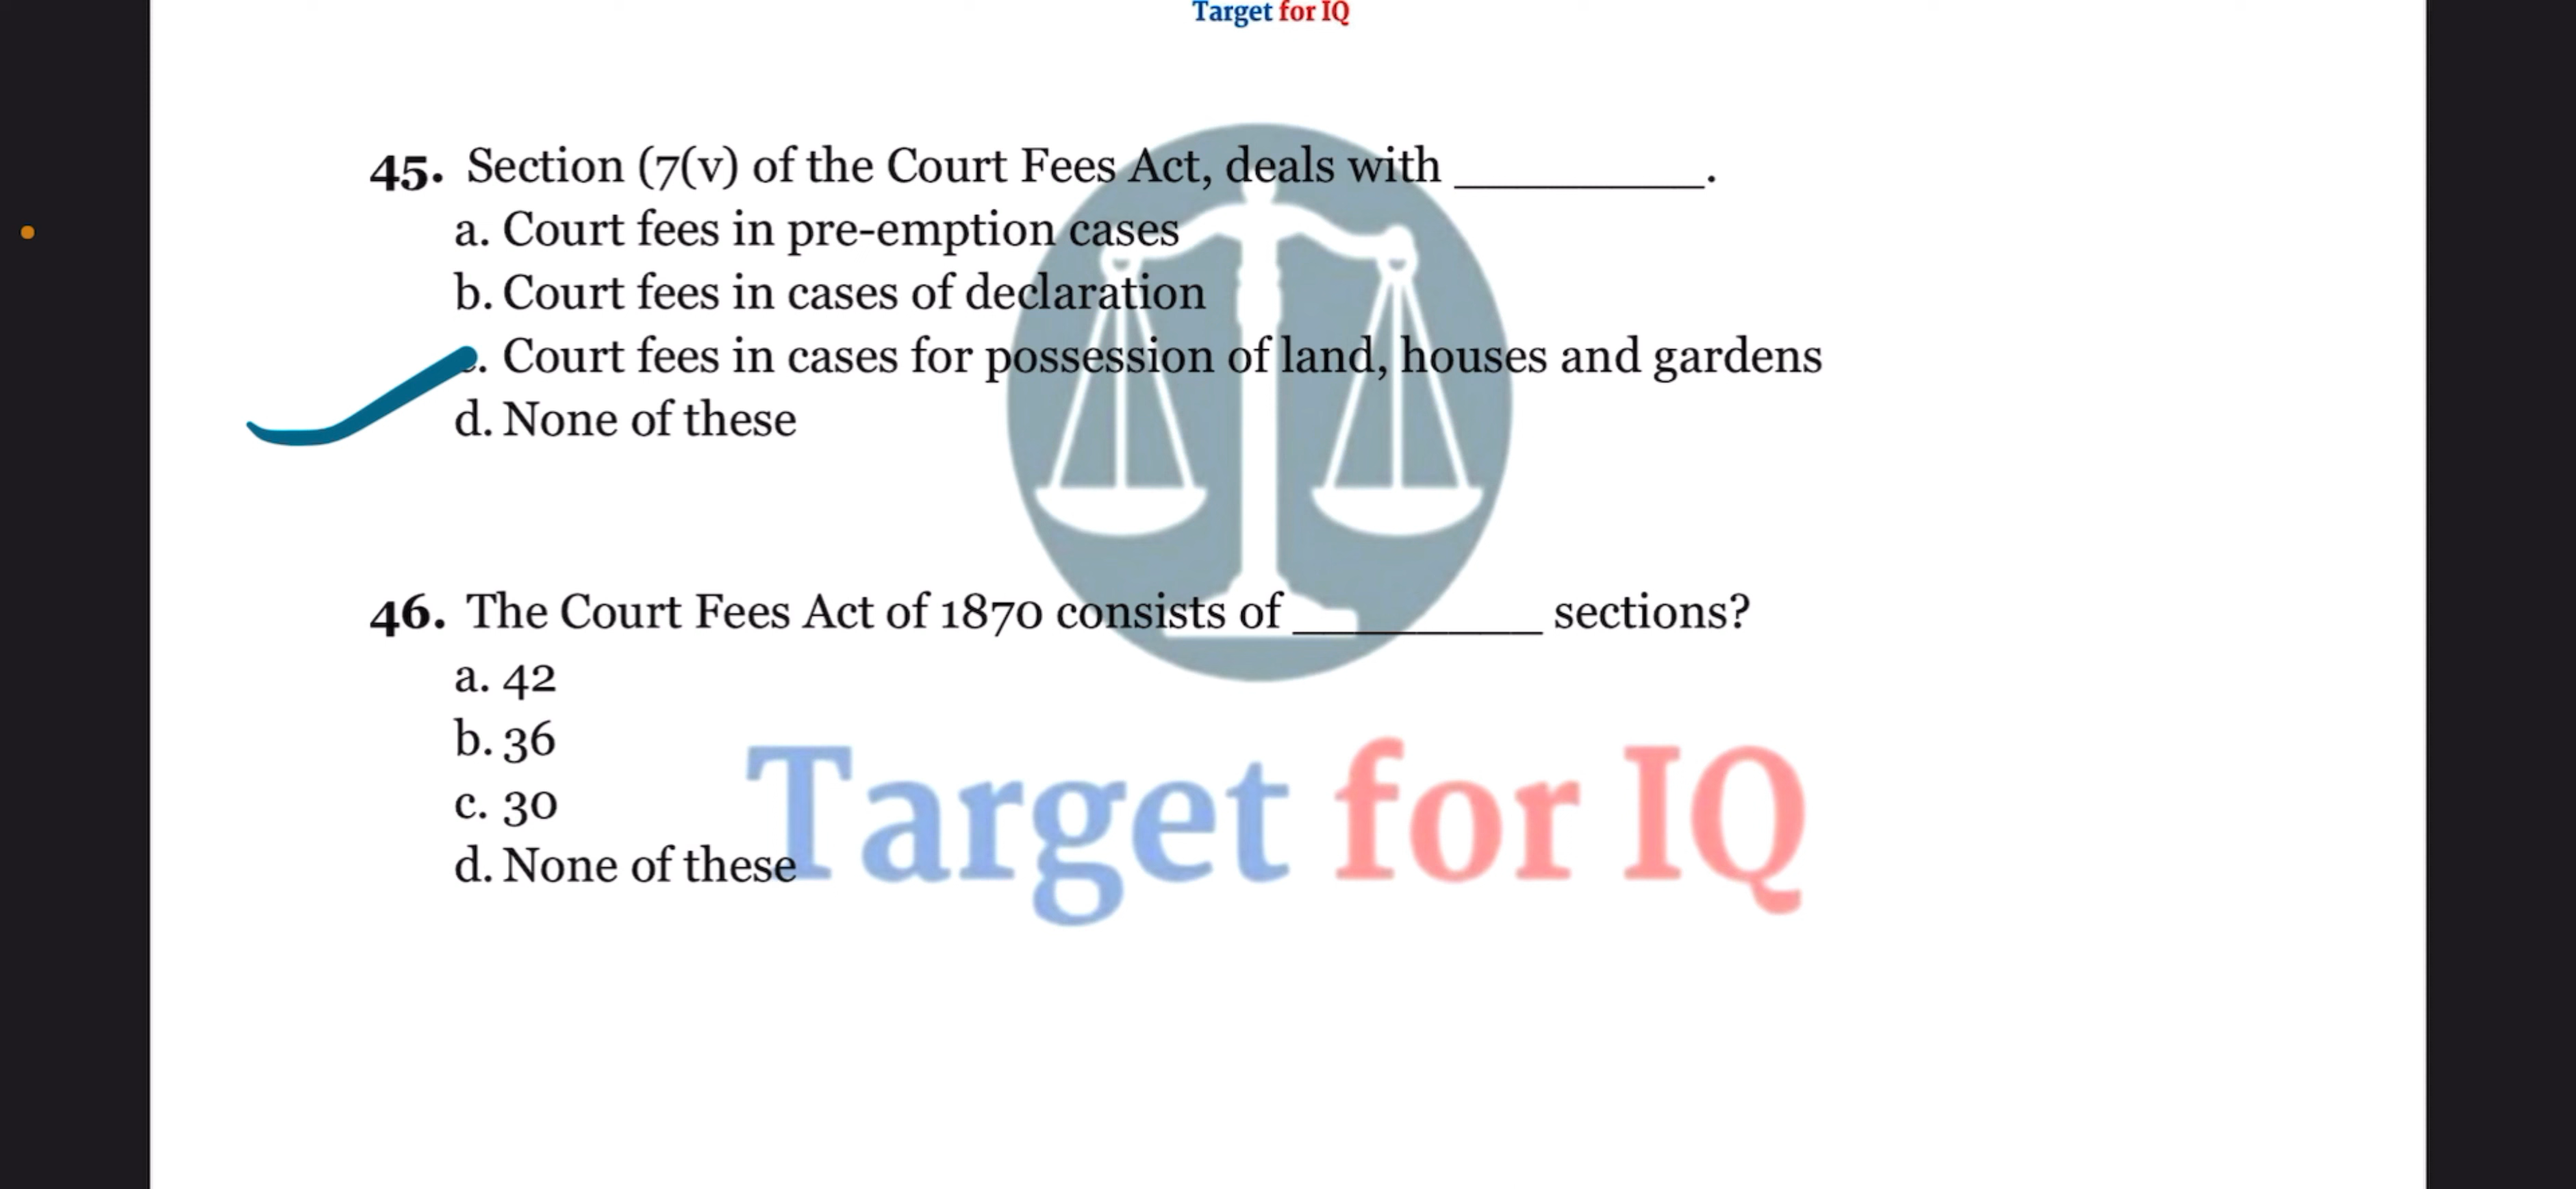 Target for IQ
45. Section (7(v) of the Court Fees Act, deals with __________.
a. Court fees in pre-emption cases
b. Court fees in cases of declaration
. Court fees in cases for possession of land, houses and gardens
d. None of these
46. The Court Fees Act of 1870 consists of __________ sections?
a. 42
b. 36
c. 30
d. None of these
Target for IQ